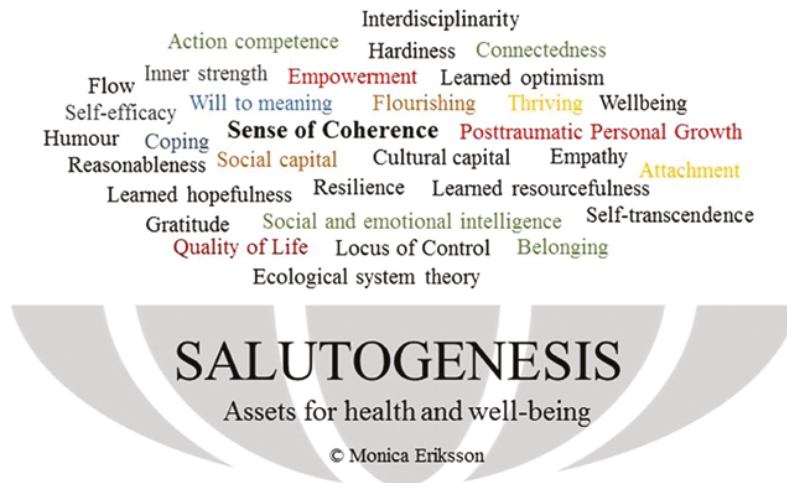 Interdisciplinarity
Action competence Hardiness Connectedness
Flow Inner strength Empowerment Learned optimism
Self-efficacy Will to meaning Flourishing Thriving Wellbeing
Humour Coping Sense of Coherence Posttraumatic Personal Growth
Reasonableness Social capital Cultural capital Empathy Attachment
Learned hopefulness Resilience Learned resourcefulness
Gratitude Social and emotional intelligence Self-transcendence
Quality of Life Locus of Control Belonging
Ecological system theory
SALUTOGENESIS
Assets for health and well-being
© Monica Eriksson